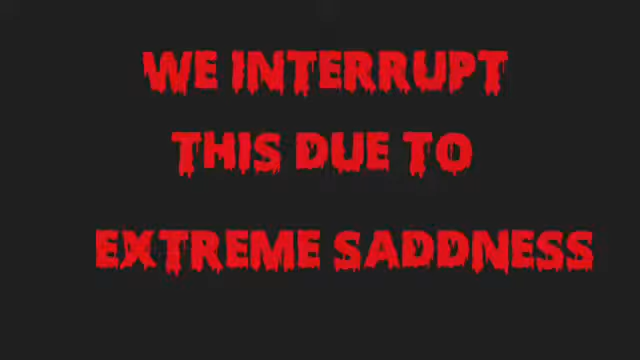 WE INTERRUPT
THIS DUE TO
EXTREME SADDNESS